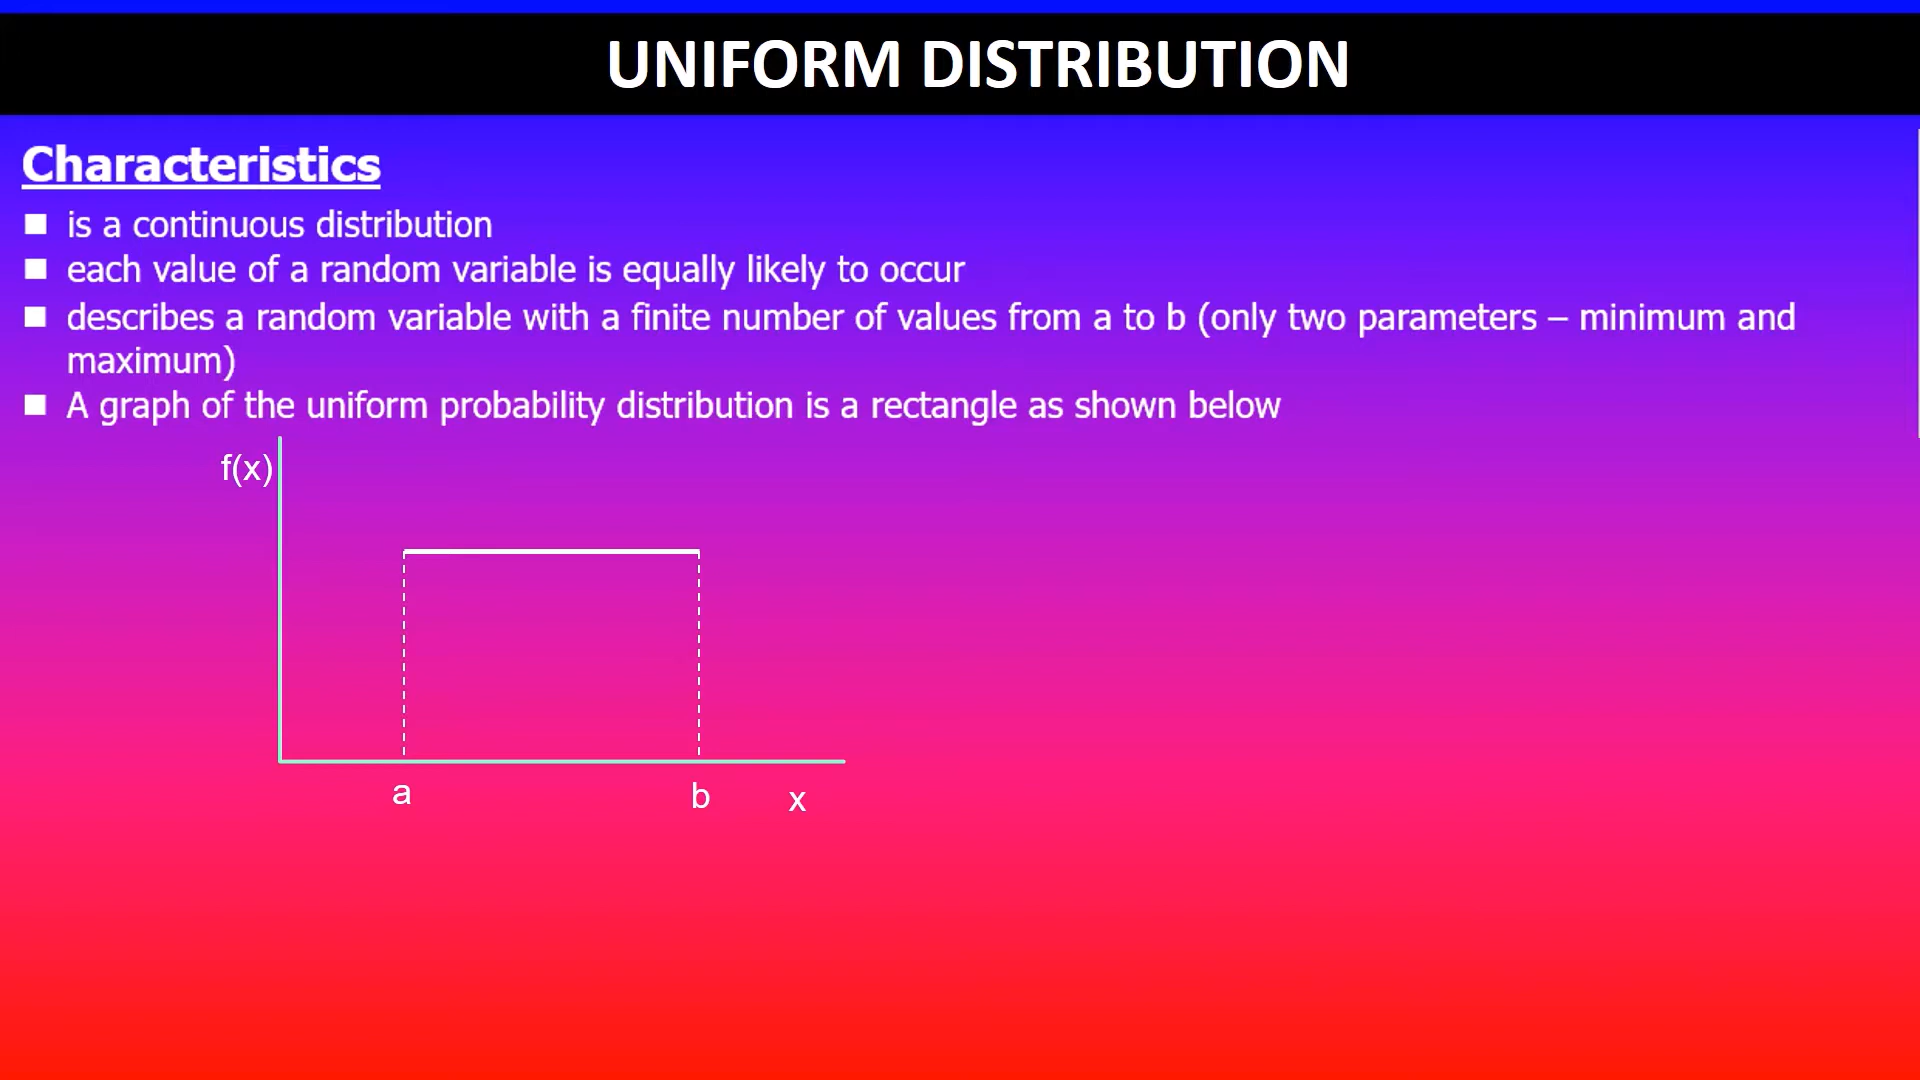 UNIFORM DISTRIBUTION
Characteristics
■ is a continuous distribution
■ each value of a random variable is equally likely to occur
■ describes a random variable with a finite number of values from a to b (only two parameters – minimum and
maximum)
■ A graph of the uniform probability distribution is a rectangle as shown below
f(x)
a b x